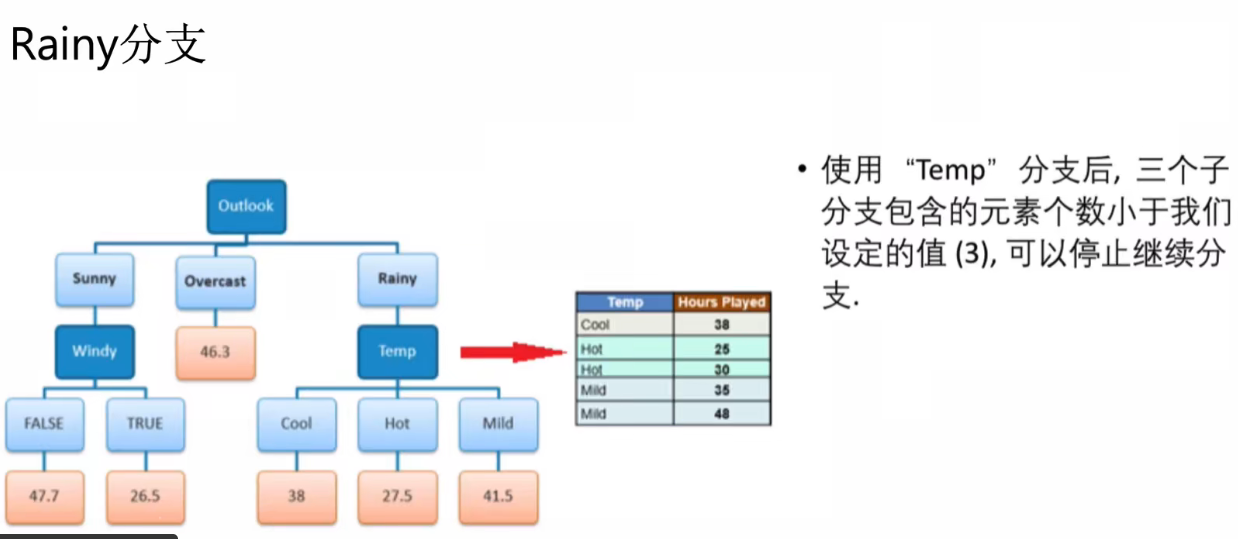 Rainy分支
Outlook
Sunny
Overcast
Rainy
Windy
46.3
Temp
FALSE
TRUE
Cool
Hot
Mild
47.7
26.5
38
27.5
41.5
Temp Hours Played
Cool 38
Hot 25
Hot 30
Mild 35
Mild 48
• 使用 “Temp” 分支后, 三个子
分支包含的元素个数小于我们
设定的值 (3), 可以停止继续分
支.